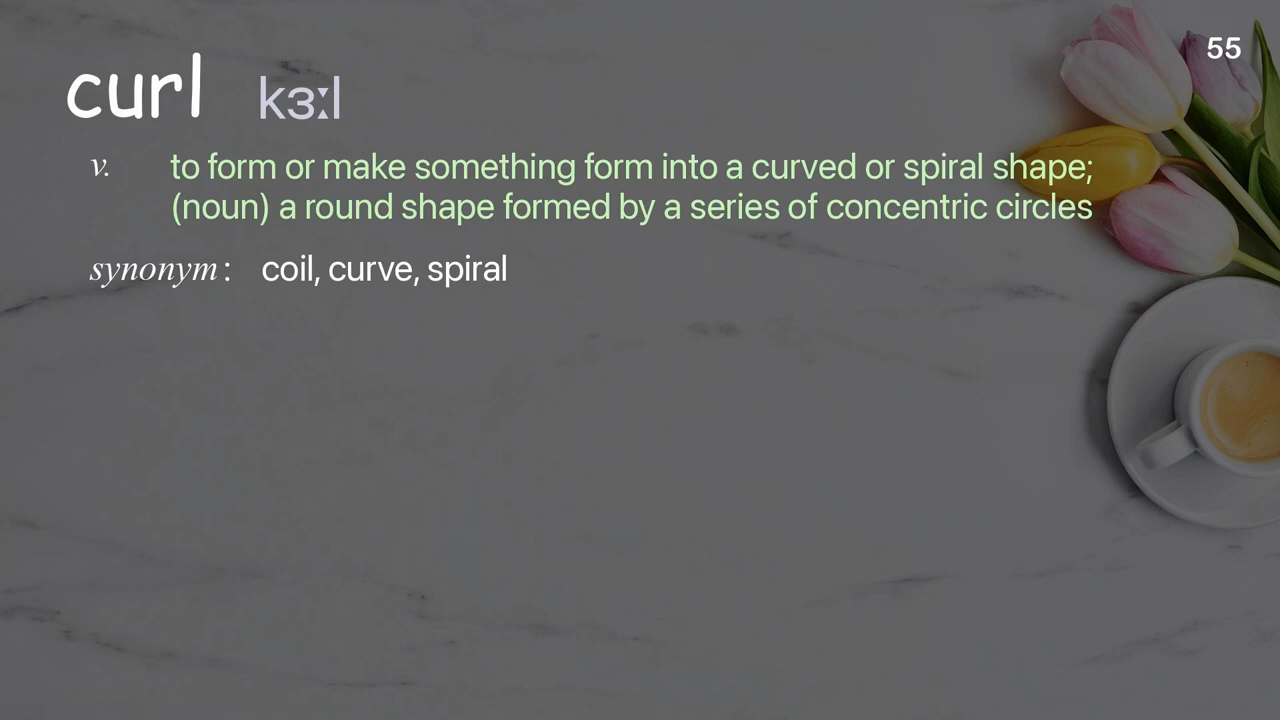 55
curl kɜːl
v. to form or make something form into a curved or spiral shape;
(noun) a round shape formed by a series of concentric circles
synonym : coil, curve, spiral